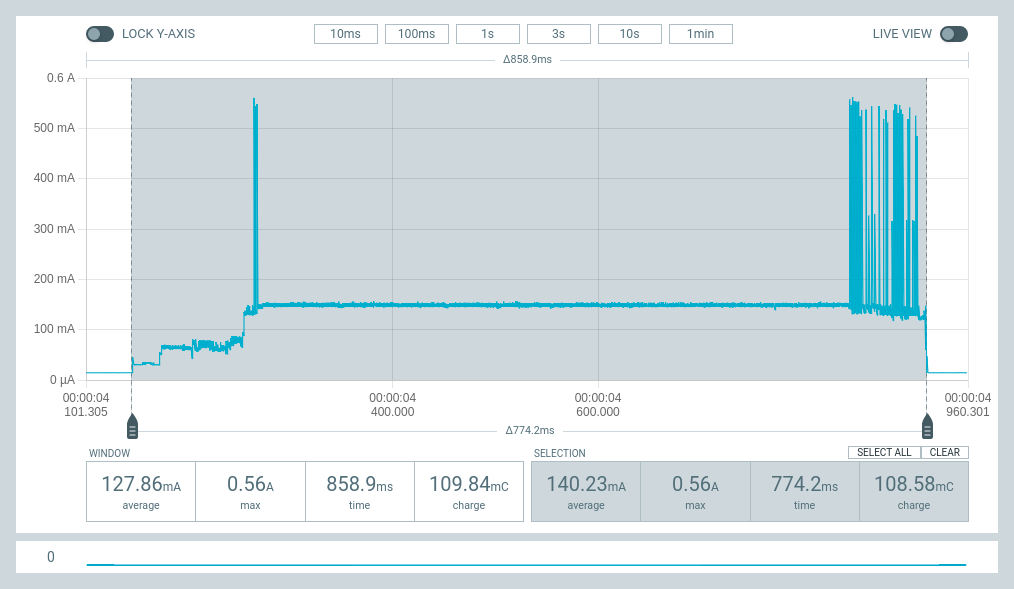 LOCK Y-AXIS 10ms 100ms 1s 3s 10s 1min LIVE VIEW
Δ858.9ms
0.6 A
500 mA
400 mA
300 mA
200 mA
100 mA
0 µA
00:00:04 00:00:04 00:00:04 00:00:04
101.305 400.000 600.000 960.301
Δ774.2ms
WINDOW SELECTION SELECT ALL CLEAR
127.86mA 0.56A 858.9ms 109.84mC 140.23mA 0.56A 774.2ms 108.58mC
average max time charge average max time charge
0